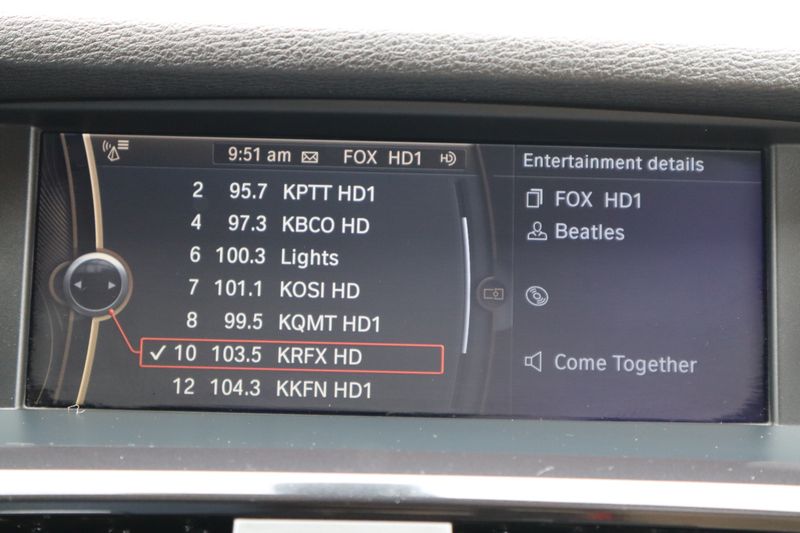 9:51 am FOX HD1 HD
2 95.7 KPTT HD1
4 97.3 KBCO HD
6 100.3 Lights
7 101.1 KOSI HD
8 99.5 KQMT HD1
10 103.5 KRFX HD
12 104.3 KKFN HD1
Entertainment details
FOX HD1
Beatles
Come Together